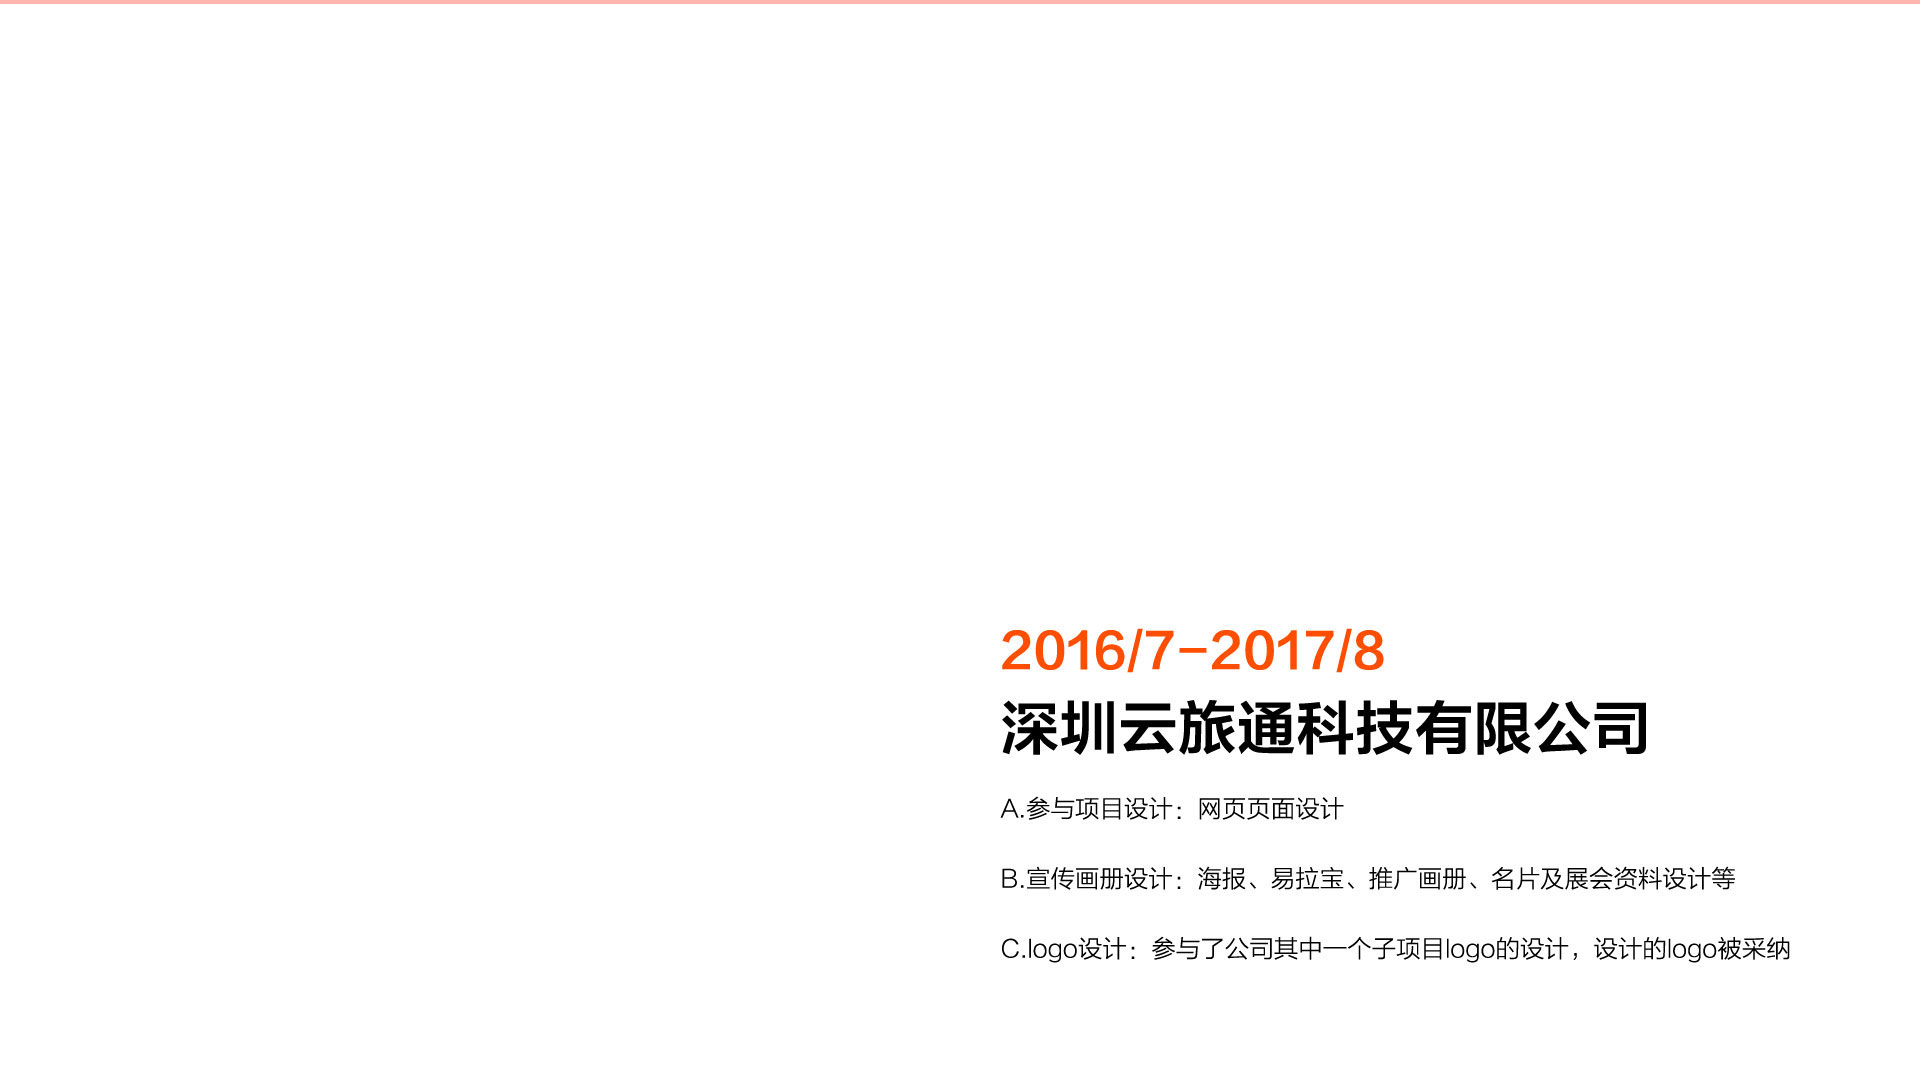 2016/7-2017/8
深圳云旅通科技有限公司
A.参与项目设计：网页页面设计
B.宣传画册设计：海报、易拉宝、推广画册、名片及展会资料设计等
C.logo设计：参与了公司其中一个子项目logo的设计，设计的logo被采纳